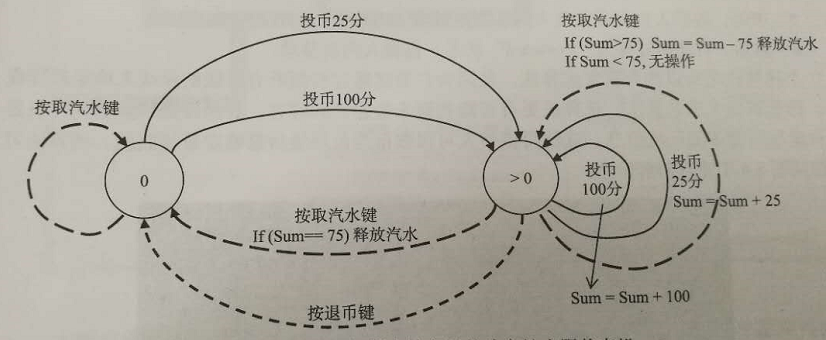 投币25分
投币100分
按取汽水键
If (Sum>75) Sum = Sum – 75 释放汽水
If Sum < 75, 无操作
按取汽水键
0
> 0
投币
100分
投币
25分
Sum = Sum + 25
按取汽水键
If (Sum== 75) 释放汽水
Sum = Sum + 100
按退币键